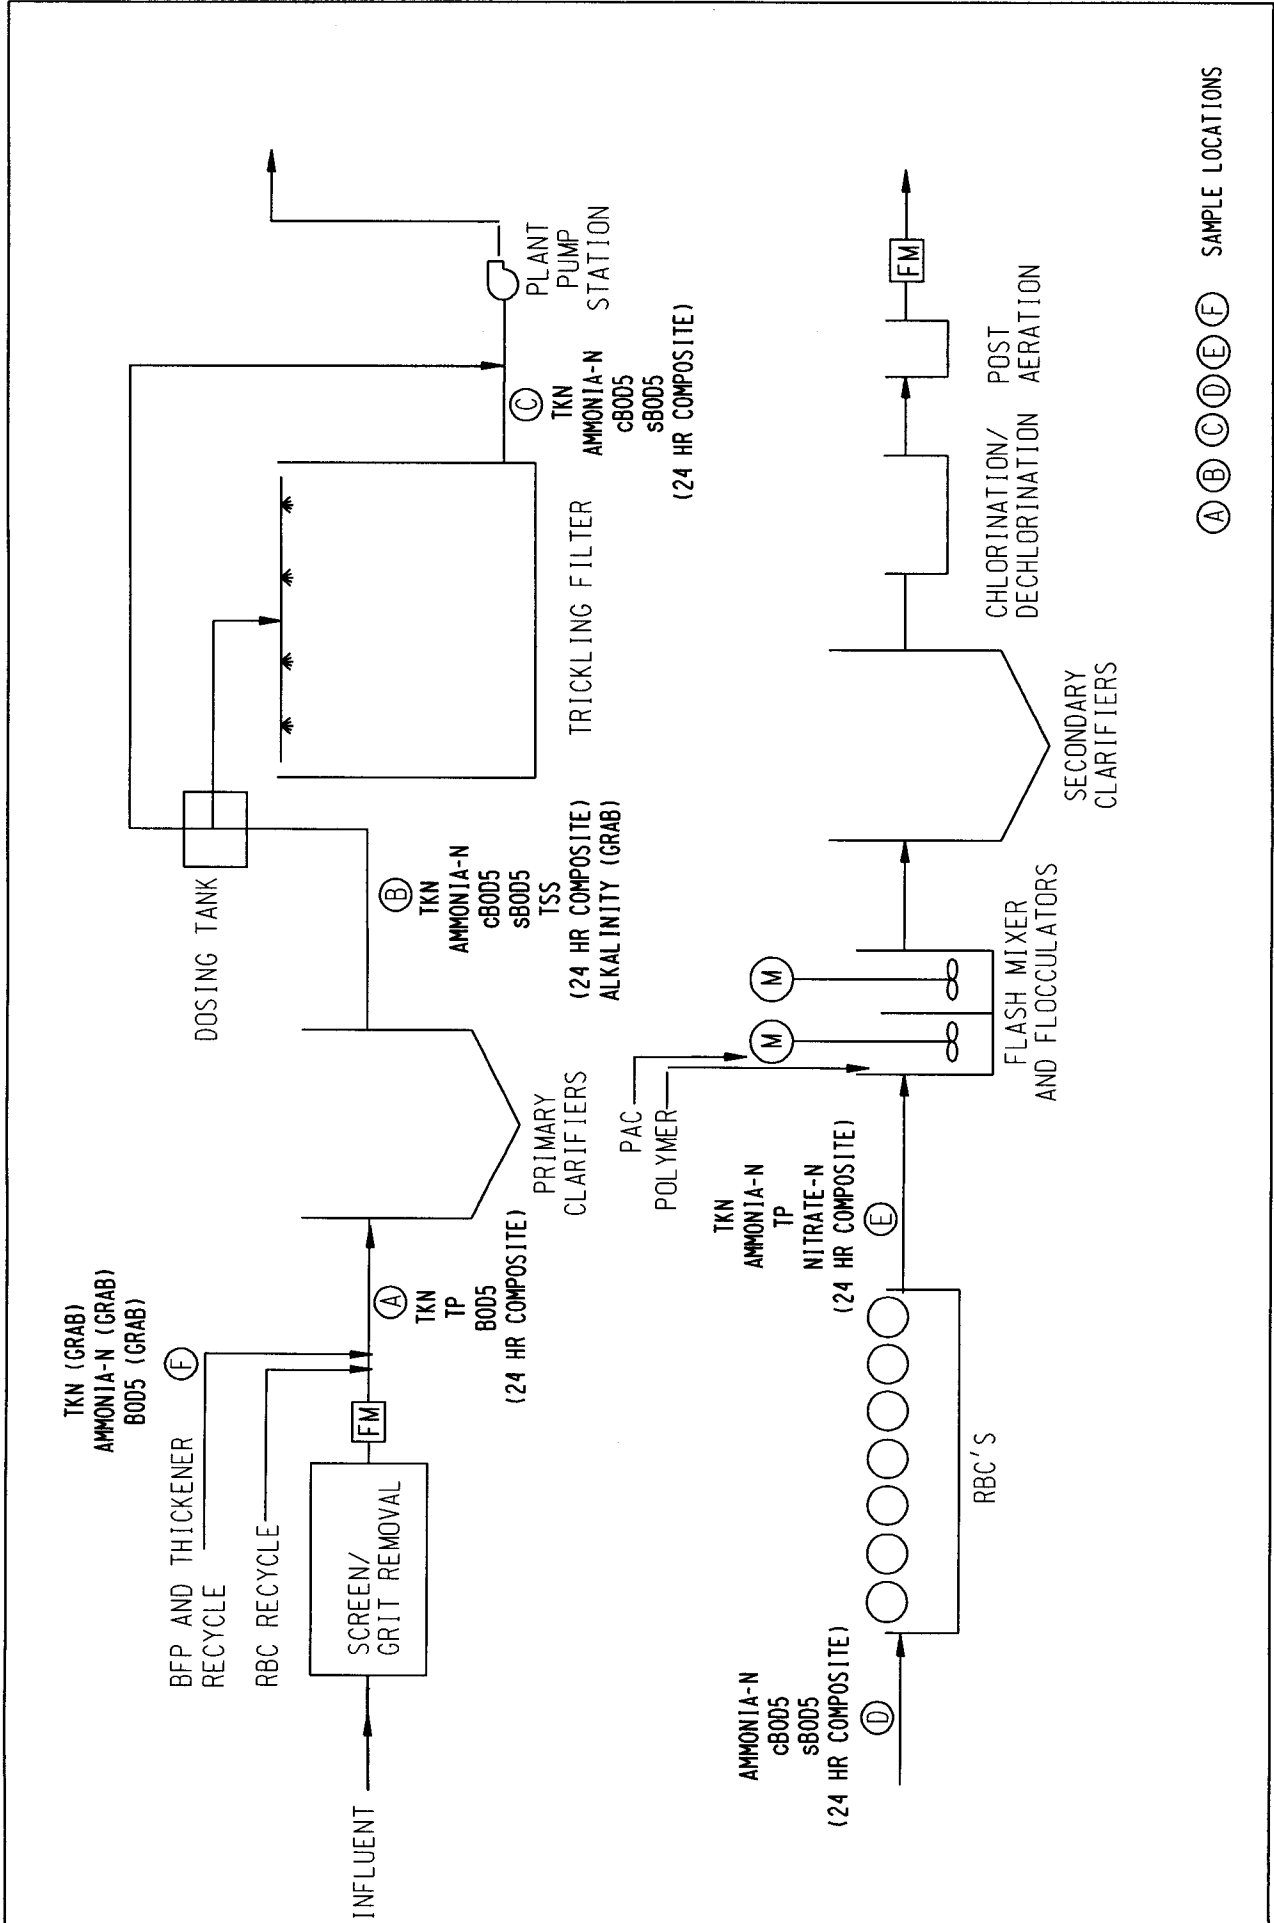 TKN (GRAB)
AMMONIA-N (GRAB)
BOD5 (GRAB)
F
BFP AND THICKENER
RECYCLE
RBC RECYCLE
SCREEN/
GRIT REMOVAL
FM
INFLUENT
A
TKN
TP
BOD5
(24 HR COMPOSITE)
PRIMARY
CLARIFIERS
DOSING TANK
B
TKN
AMMONIA-N
cBOD5
sBOD5
TSS
(24 HR COMPOSITE)
ALKALINITY (GRAB)
TRICKLING FILTER
C
TKN
AMMONIA-N
cBOD5
sBOD5
(24 HR COMPOSITE)
PLANT
PUMP
STATION
AMMONIA-N
cBOD5
sBOD5
(24 HR COMPOSITE)
D
RBC'S
TKN
AMMONIA-N
TP
NITRATE-N
(24 HR COMPOSITE)
E
PAC
POLYMER
M
M
FLASH MIXER
AND FLOCCULATORS
SECONDARY
CLARIFIERS
CHLORINATION/
DECHLORINATION
POST
AERATION
FM
A B C D E F SAMPLE LOCATIONS